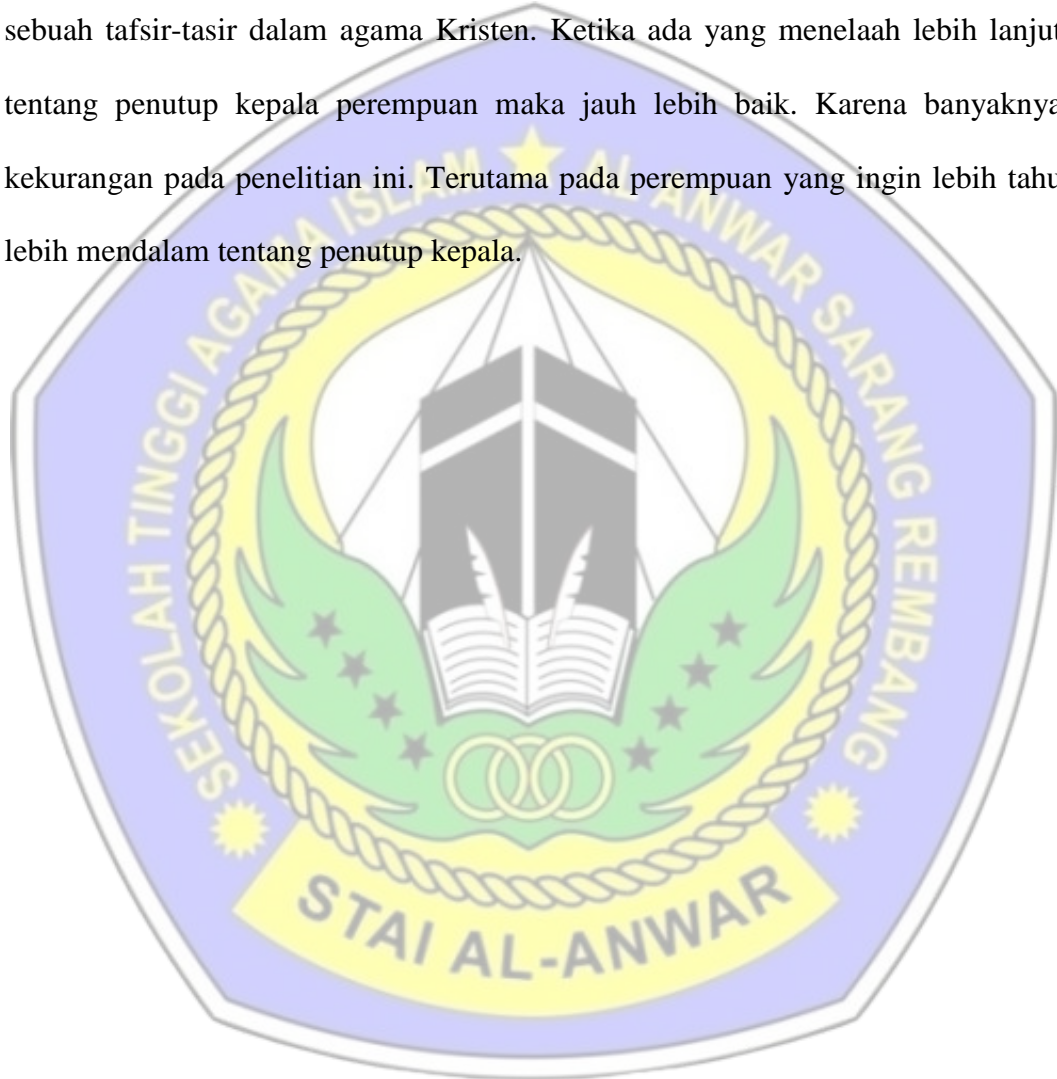 sebuah tafsir-tasir dalam agama Kristen. Ketika ada yang menelaah lebih lanjut
tentang penutup kepala perempuan maka jauh lebih baik. Karena banyaknya
kekurangan pada penelitian ini. Terutama pada perempuan yang ingin lebih tahu
lebih mendalam tentang penutup kepala.
SEKOLAH TINGGI AGAMA ISLAM AL-ANWAR SARANG REMBANG
STAI AL-ANWAR